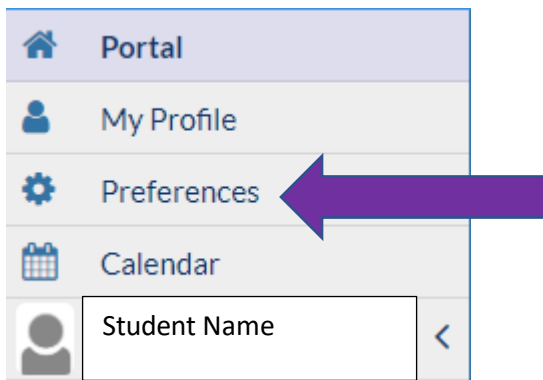 Portal
My Profile
Preferences
Calendar
Student Name